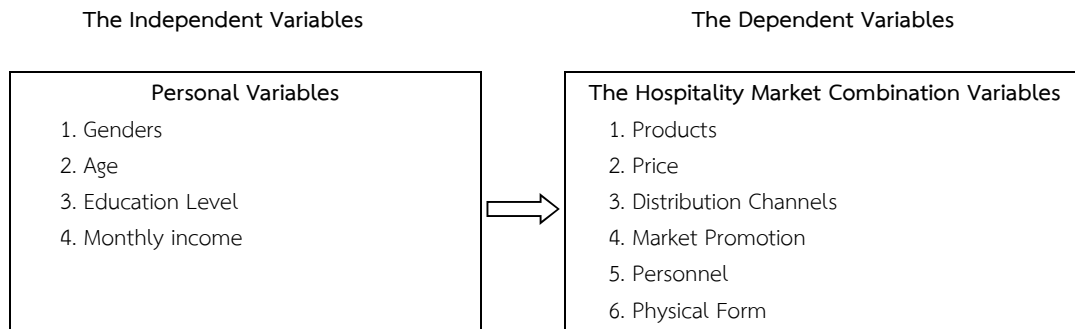 The Independent Variables
Personal Variables
1. Genders
2. Age
3. Education Level
4. Monthly income
The Dependent Variables
The Hospitality Market Combination Variables
1. Products
2. Price
3. Distribution Channels
4. Market Promotion
5. Personnel
6. Physical Form